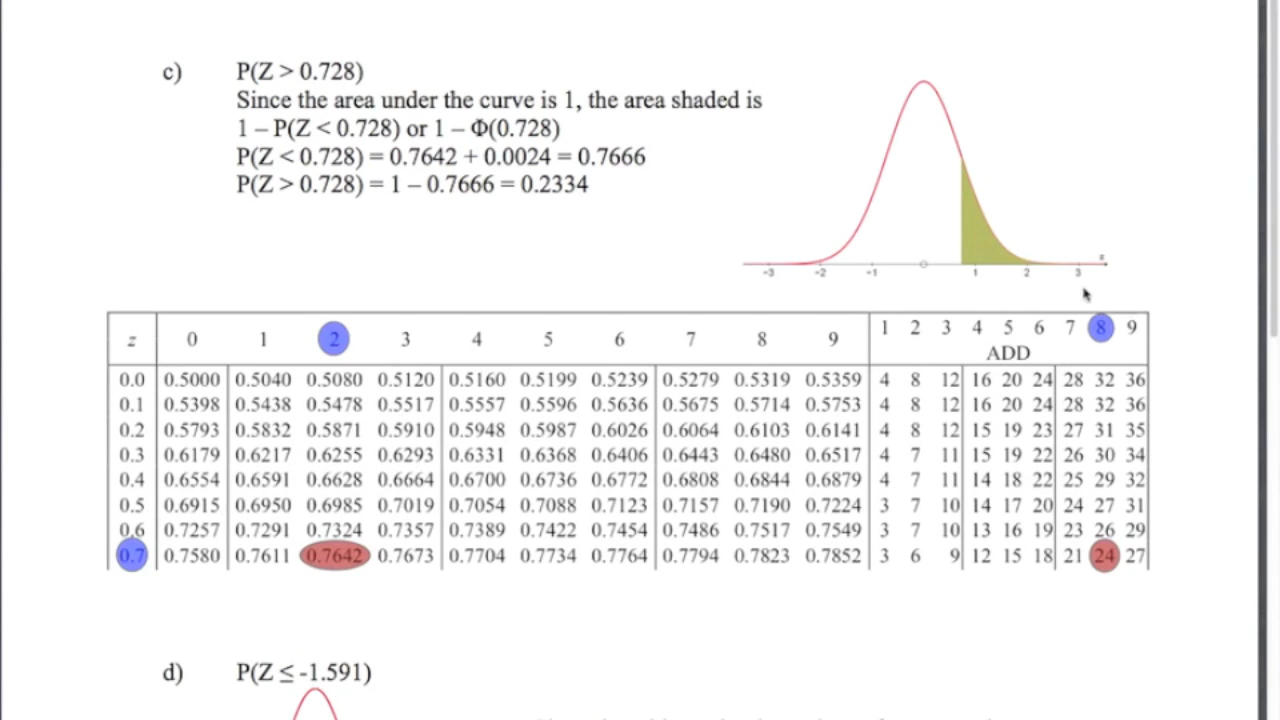 c) P(Z > 0.728)
Since the area under the curve is 1, the area shaded is
1 – P(Z < 0.728) or 1 – Φ(0.728)
P(Z < 0.728) = 0.7642 + 0.0024 = 0.7666
P(Z > 0.728) = 1 – 0.7666 = 0.2334
-3 -2 -1 0 1 2 3 z
z 0 1 2 3 4 5 6 7 8 9 1 2 3 4 5 6 7 8 9
ADD
0.0 0.5000 0.5040 0.5080 0.5120 0.5160 0.5199 0.5239 0.5279 0.5319 0.5359 4 8 12 16 20 24 28 32 36
0.1 0.5398 0.5438 0.5478 0.5517 0.5557 0.5596 0.5636 0.5675 0.5714 0.5753 4 8 12 16 20 24 28 32 36
0.2 0.5793 0.5832 0.5871 0.5910 0.5948 0.5987 0.6026 0.6064 0.6103 0.6141 4 8 12 15 19 23 27 31 35
0.3 0.6179 0.6217 0.6255 0.6293 0.6331 0.6368 0.6406 0.6443 0.6480 0.6517 4 7 11 15 19 22 26 30 34
0.4 0.6554 0.6591 0.6628 0.6664 0.6700 0.6736 0.6772 0.6808 0.6844 0.6879 4 7 11 14 18 22 25 29 32
0.5 0.6915 0.6950 0.6985 0.7019 0.7054 0.7088 0.7123 0.7157 0.7190 0.7224 3 7 10 14 17 20 24 27 31
0.6 0.7257 0.7291 0.7324 0.7357 0.7389 0.7422 0.7454 0.7486 0.7517 0.7549 3 7 10 13 16 19 23 26 29
0.7 0.7580 0.7611 0.7642 0.7673 0.7704 0.7734 0.7764 0.7794 0.7823 0.7852 3 6 9 12 15 18 21 24 27
d) P(Z ≤ -1.591)